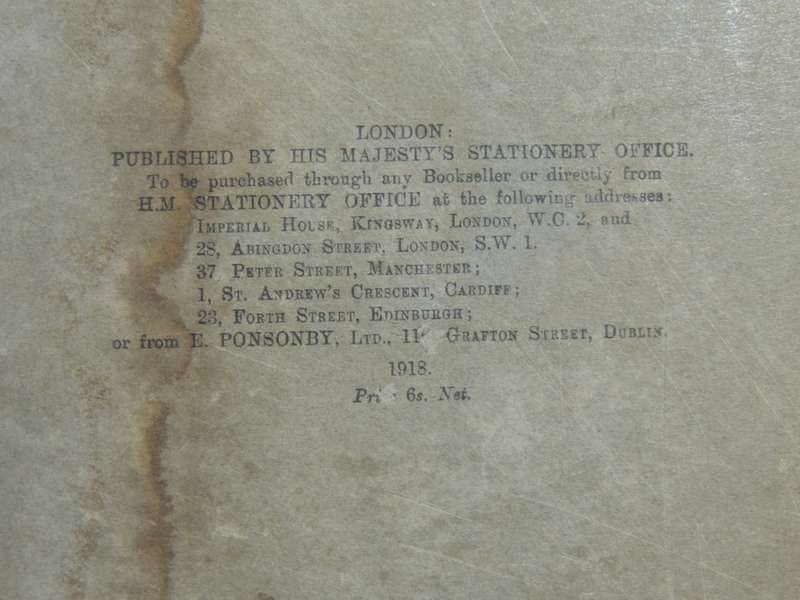 LONDON:
PUBLISHED BY HIS MAJESTY'S STATIONERY OFFICE.
To be purchased through any Bookseller or directly from
H.M. STATIONERY OFFICE at the following addresses:
IMPERIAL HOUSE, KINGSWAY, LONDON, W.C. 2, and
28, ABINGDON STREET, LONDON, S.W. 1.
37, PETER STREET, MANCHESTER;
1, ST. ANDREW'S CRESCENT, CARDIFF;
23, FORTH STREET, EDINBURGH;
or from E. PONSONBY, LTD., GRAFTON STREET, DUBLIN.
1918.
Price 6s. Net.